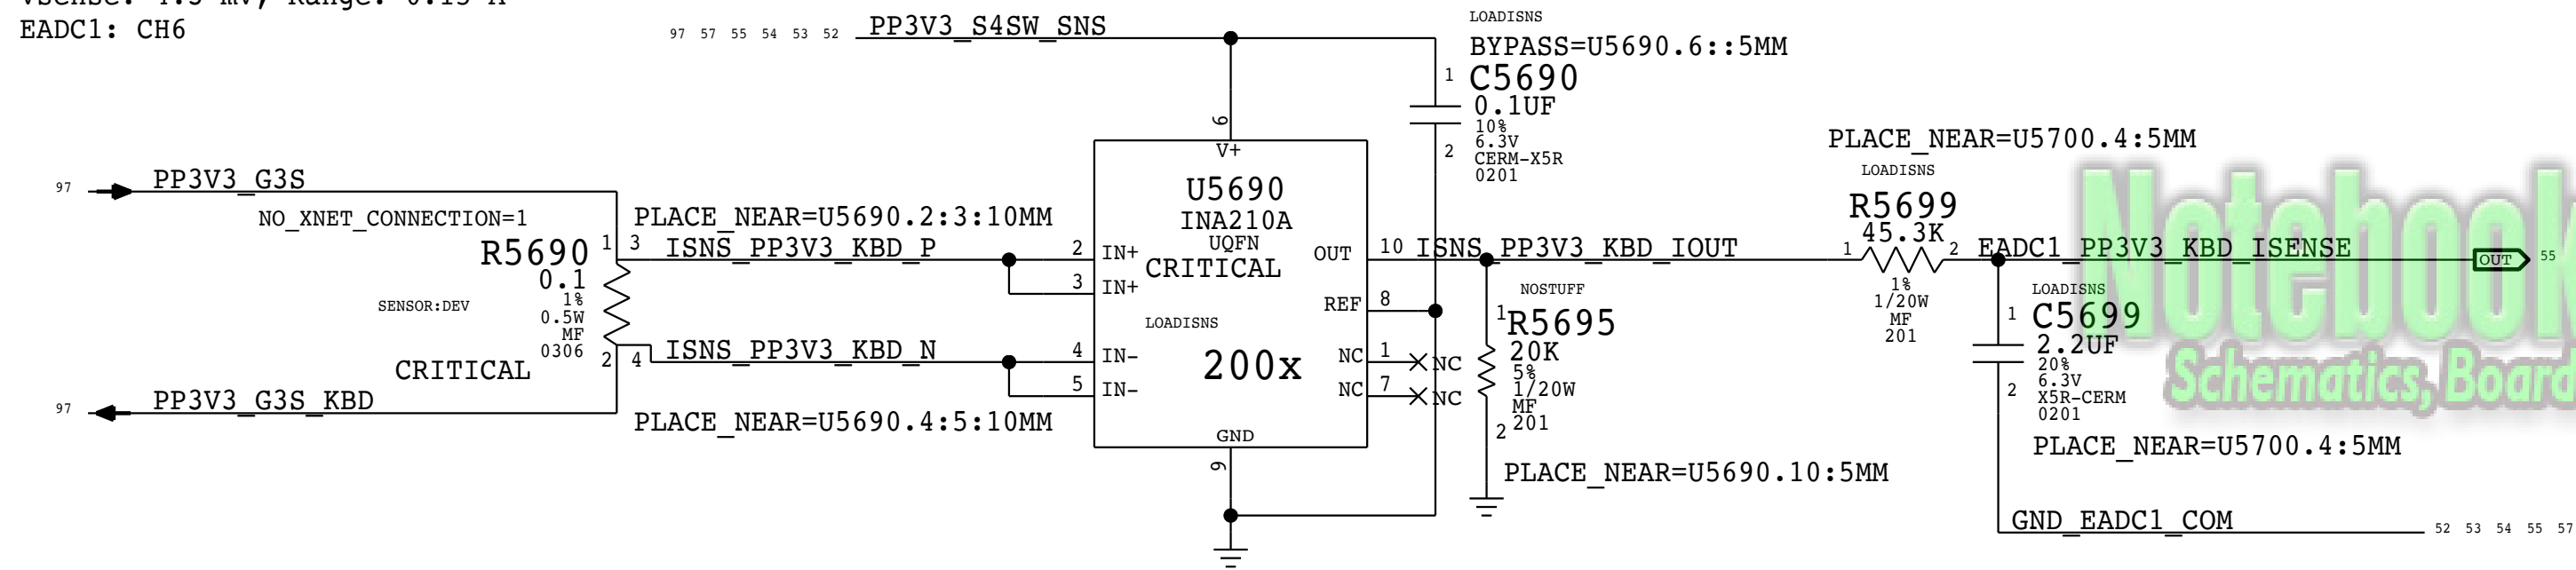 EADC1: CH6
97 57 55 54 53 52 PP3V3_S4SW_SNS
LOADISNS
BYPASS=U5690.6::5MM
1 C5690
0.1UF
10%
6.3V
2 CERM-X5R
0201
6
V+
U5690
INA210A
UQFN
CRITICAL
LOADISNS
200x
2 IN+
3 IN+
4 IN-
5 IN-
OUT 10
REF 8
NC 1 NC
NC 7 NC
GND
9
97 PP3V3_G3S
NO_XNET_CONNECTION=1
PLACE_NEAR=U5690.2:3:10MM
R5690 1 3 ISNS_PP3V3_KBD_P
0.1
1%
SENSOR:DEV
0.5W
MF
0306
2 4 ISNS_PP3V3_KBD_N
CRITICAL
97 PP3V3_G3S_KBD
PLACE_NEAR=U5690.4:5:10MM
ISNS_PP3V3_KBD_IOUT
NOSTUFF
1 R5695
20K
5%
1/20W
MF
2 201
PLACE_NEAR=U5690.10:5MM
PLACE_NEAR=U5700.4:5MM
LOADISNS
R5699
1 45.3K 2
1%
1/20W
MF
201
EADC1_PP3V3_KBD_ISENSE OUT 55
LOADISNS
1 C5699
2.2UF
20%
6.3V
2 X5R-CERM
0201
PLACE_NEAR=U5700.4:5MM
GND_EADC1_COM 52 53 54 55 57
Notebook
Schematics, Board